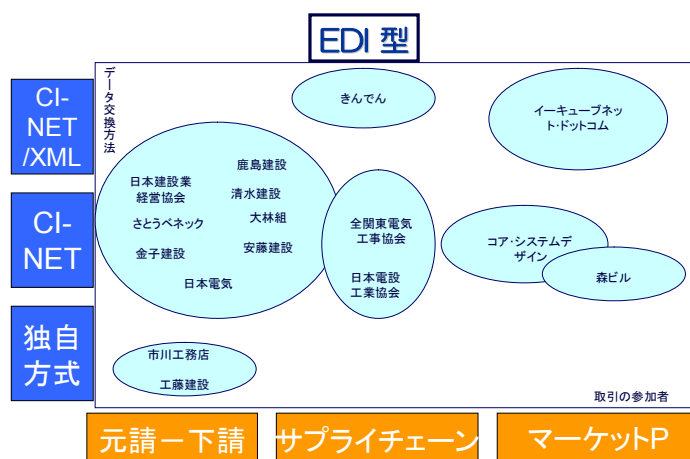 EDI 型
CI-
NET
/XML
CI-
NET
独自
方式
データ交換方法
きんでん
イーキューブネッ
ト・ドットコム
鹿島建設
日本建設業
経営協会
清水建設
さとうベネック
大林組
金子建設
安藤建設
日本電気
全関東電気
工事協会
日本電設
工業協会
コア・システムデ
ザイン
森ビル
市川工務店
工藤建設
取引の参加者
元請－下請
サプライチェーン
マーケットP